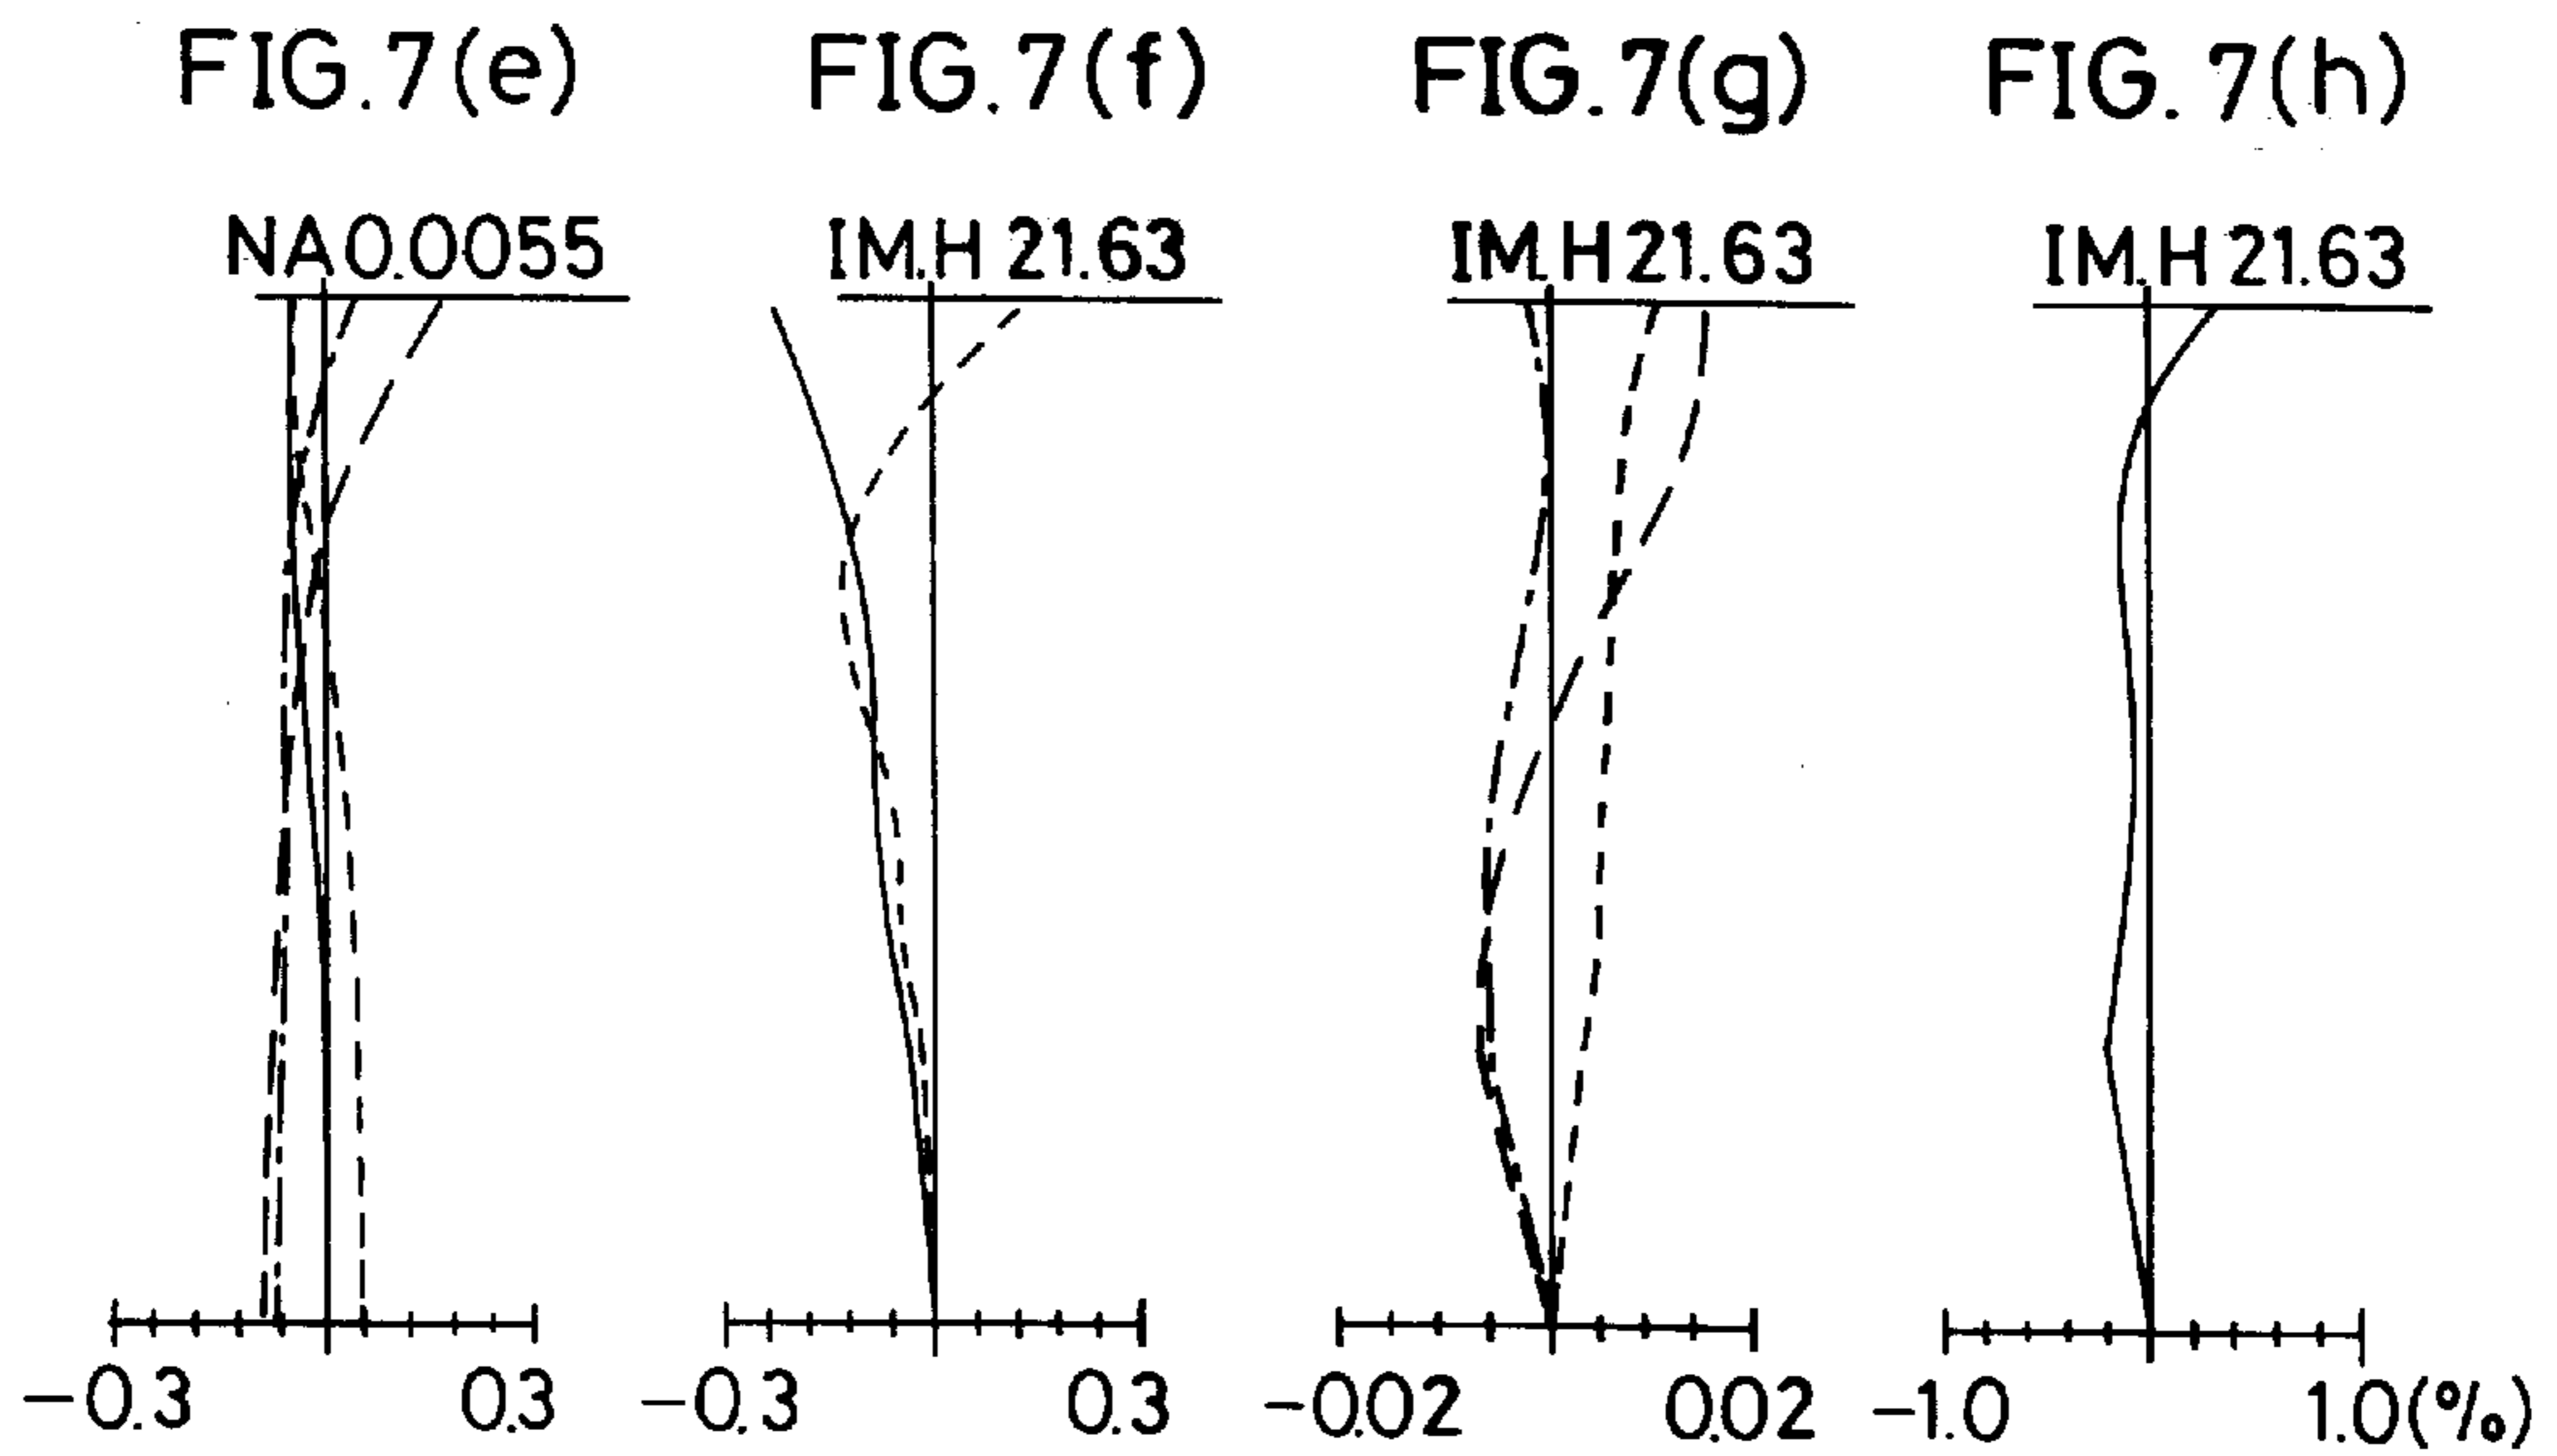 FIG.7(e) FIG.7(f) FIG.7(g) FIG. 7(h)
NA0.0055 IM.H 21.63 IM.H 21.63 IM.H 21.63
-0.3 0.3 -0.3 0.3 -0.02 0.02 -1.0 1.0(%)